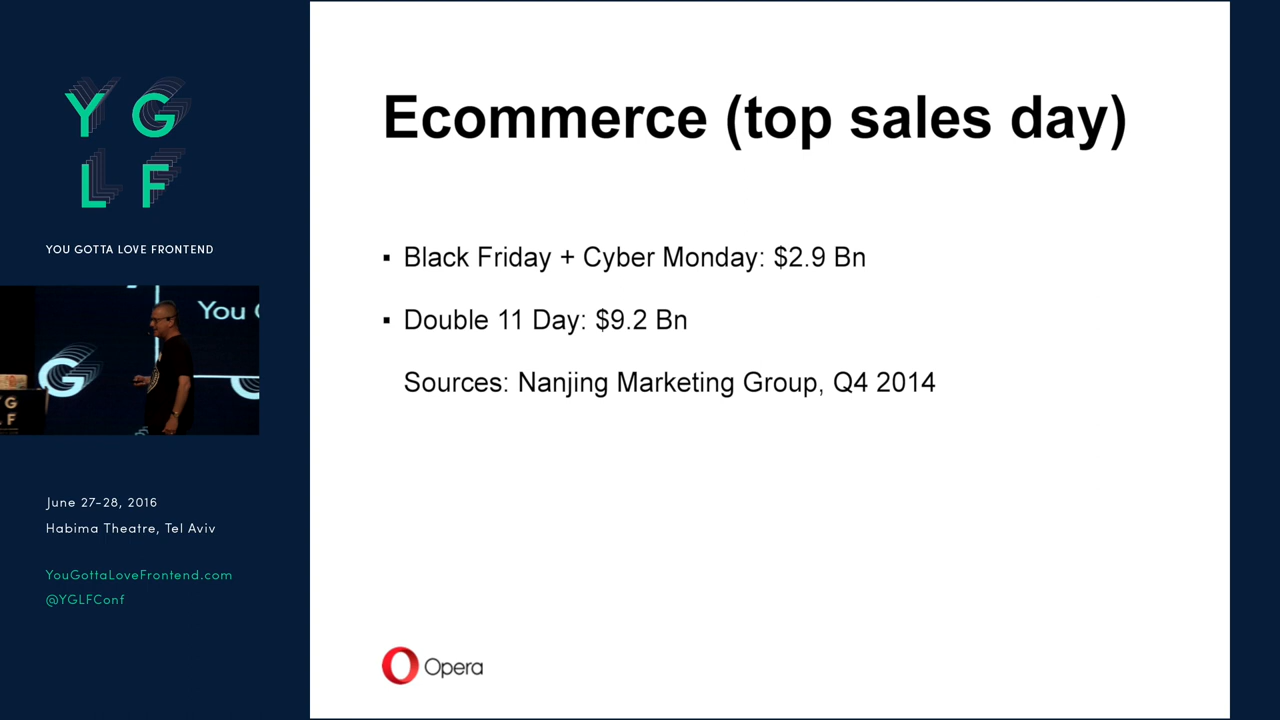 Y G
L F
YOU GOTTA LOVE FRONTEND
You
G
Y G
L F
June 27-28, 2016
Habima Theatre, Tel Aviv
YouGottaLoveFrontend.com
@YGLFConf
Ecommerce (top sales day)
▪ Black Friday + Cyber Monday: $2.9 Bn
▪ Double 11 Day: $9.2 Bn
Sources: Nanjing Marketing Group, Q4 2014
Opera